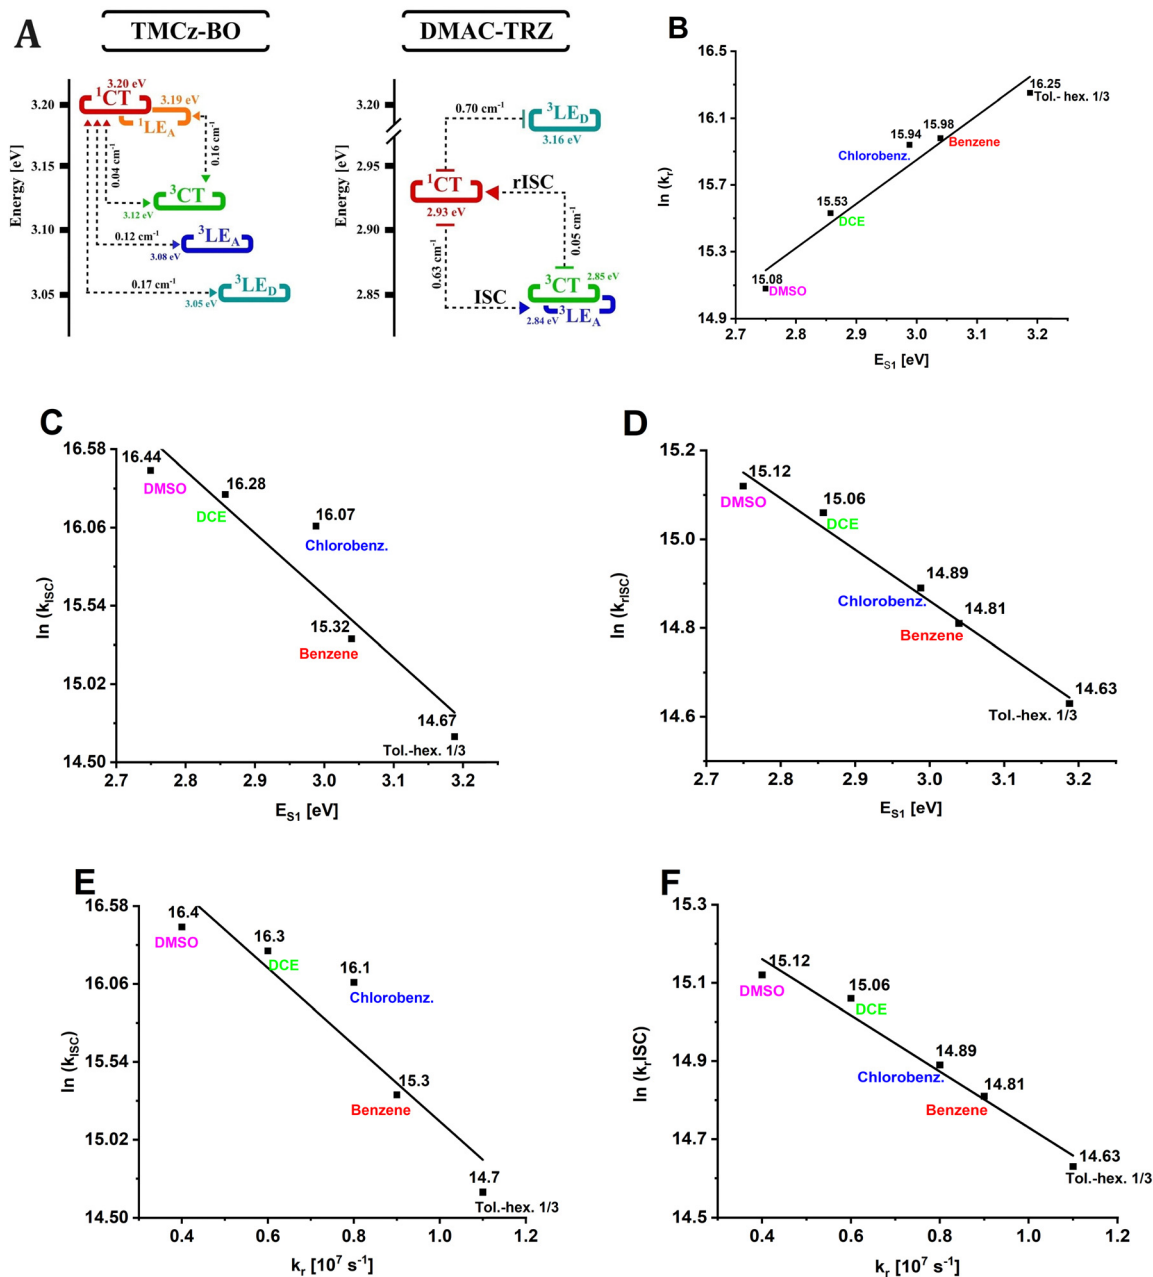 A
TMCz-BO
DMAC-TRZ
Energy [eV]
3.20
3.15
3.10
3.05
3.20 eV
¹CT
3.19 eV
¹LE_A
0.16 cm⁻¹
0.04 cm⁻¹
³CT
3.12 eV
0.12 cm⁻¹
³LE_A
3.08 eV
0.17 cm⁻¹
³LE_D
3.05 eV
Energy [eV]
3.20
2.95
2.90
2.85
0.70 cm⁻¹
³LE_D
3.16 eV
¹CT
2.93 eV
rISC
0.63 cm⁻¹
0.05 cm⁻¹
ISC
³CT
2.85 eV
2.84 eV
³LE_A
B
ln (k_r)
16.5
16.1
15.7
15.3
14.9
16.25
Tol.- hex. 1/3
15.94
15.98
Chlorobenz.
Benzene
15.53
DCE
15.08
DMSO
2.7
2.8
2.9
3.0
3.1
3.2
E_S1 [eV]
C
ln (k_ISC)
16.58
16.06
15.54
15.02
14.50
16.44
DMSO
16.28
DCE
16.07
Chlorobenz.
15.32
Benzene
14.67
Tol.-hex. 1/3
2.7
2.8
2.9
3.0
3.1
3.2
E_S1 [eV]
D
ln (k_rISC)
15.2
15.0
14.8
14.6
15.12
DMSO
15.06
DCE
14.89
Chlorobenz.
14.81
Benzene
14.63
Tol.-hex. 1/3
2.7
2.8
2.9
3.0
3.1
3.2
E_S1 [eV]
E
ln (k_ISC)
16.58
16.06
15.54
15.02
14.50
16.4
DMSO
16.3
DCE
16.1
Chlorobenz.
15.3
Benzene
14.7
Tol.-hex. 1/3
0.4
0.6
0.8
1.0
1.2
k_r [10⁷ s⁻¹]
F
ln (k_rISC)
15.3
15.1
14.9
14.7
14.5
15.12
DMSO
15.06
DCE
14.89
Chlorobenz.
14.81
Benzene
14.63
Tol.-hex. 1/3
0.4
0.6
0.8
1.0
1.2
k_r [10⁷ s⁻¹]